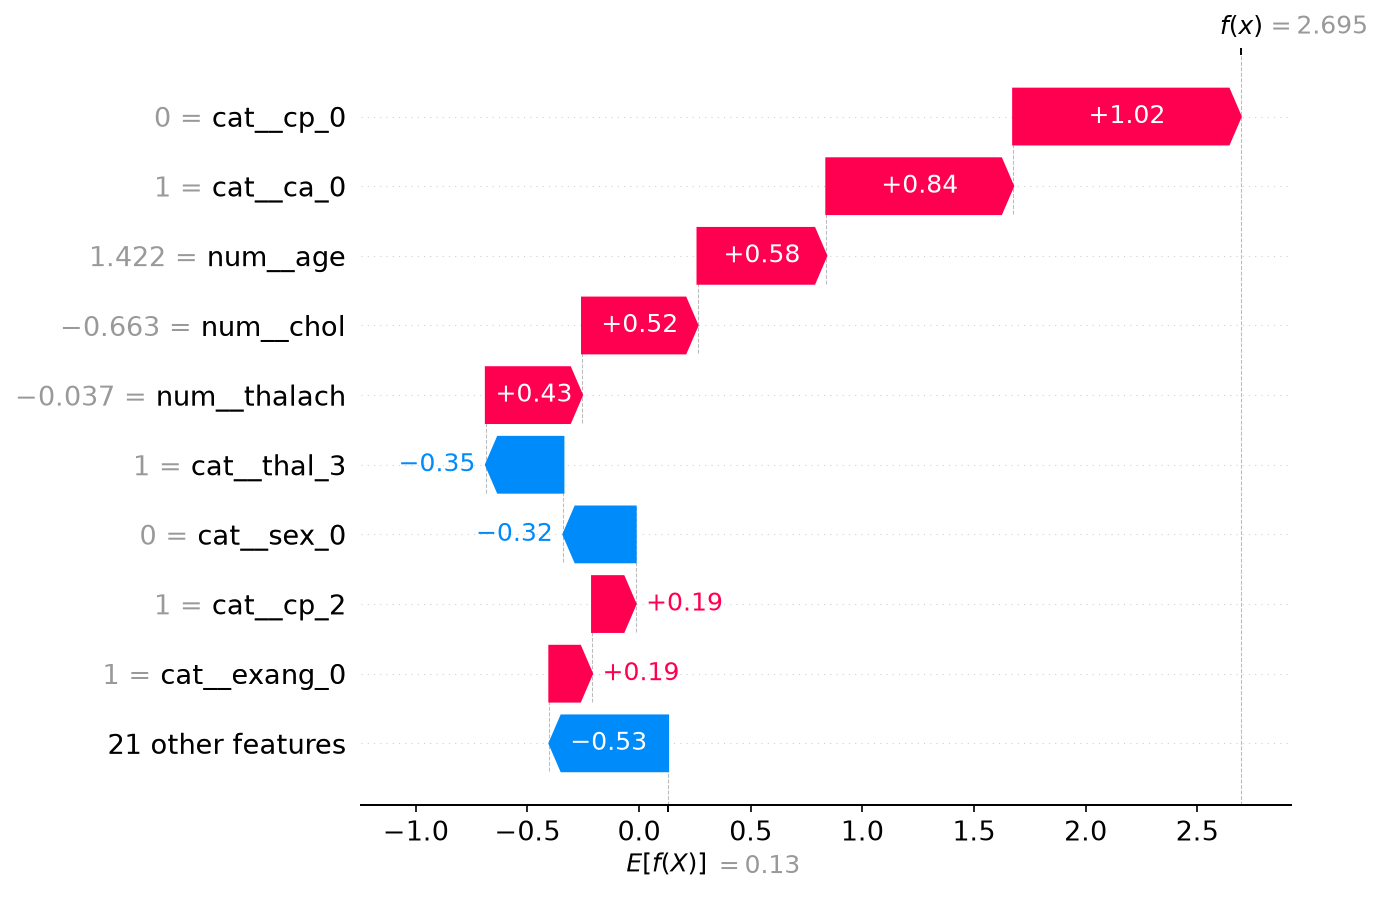 f(x) = 2.695
0 = cat__cp_0 +1.02
1 = cat__ca_0 +0.84
1.422 = num__age +0.58
−0.663 = num__chol +0.52
−0.037 = num__thalach +0.43
1 = cat__thal_3 −0.35
0 = cat__sex_0 −0.32
1 = cat__cp_2 +0.19
1 = cat__exang_0 +0.19
21 other features −0.53
−1.0 −0.5 0.0 0.5 1.0 1.5 2.0 2.5
E[f(X)] = 0.13